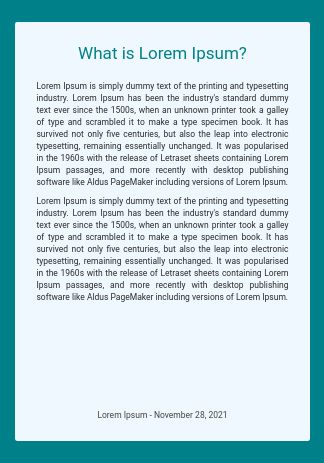 What is Lorem Ipsum?
Lorem Ipsum is simply dummy text of the printing and typesetting
industry. Lorem Ipsum has been the industry's standard dummy
text ever since the 1500s, when an unknown printer took a galley
of type and scrambled it to make a type specimen book. It has
survived not only five centuries, but also the leap into electronic
typesetting, remaining essentially unchanged. It was popularised
in the 1960s with the release of Letraset sheets containing Lorem
Ipsum passages, and more recently with desktop publishing
software like Aldus PageMaker including versions of Lorem Ipsum.
Lorem Ipsum is simply dummy text of the printing and typesetting
industry. Lorem Ipsum has been the industry's standard dummy
text ever since the 1500s, when an unknown printer took a galley
of type and scrambled it to make a type specimen book. It has
survived not only five centuries, but also the leap into electronic
typesetting, remaining essentially unchanged. It was popularised
in the 1960s with the release of Letraset sheets containing Lorem
Ipsum passages, and more recently with desktop publishing
software like Aldus PageMaker including versions of Lorem Ipsum.
Lorem Ipsum - November 28, 2021